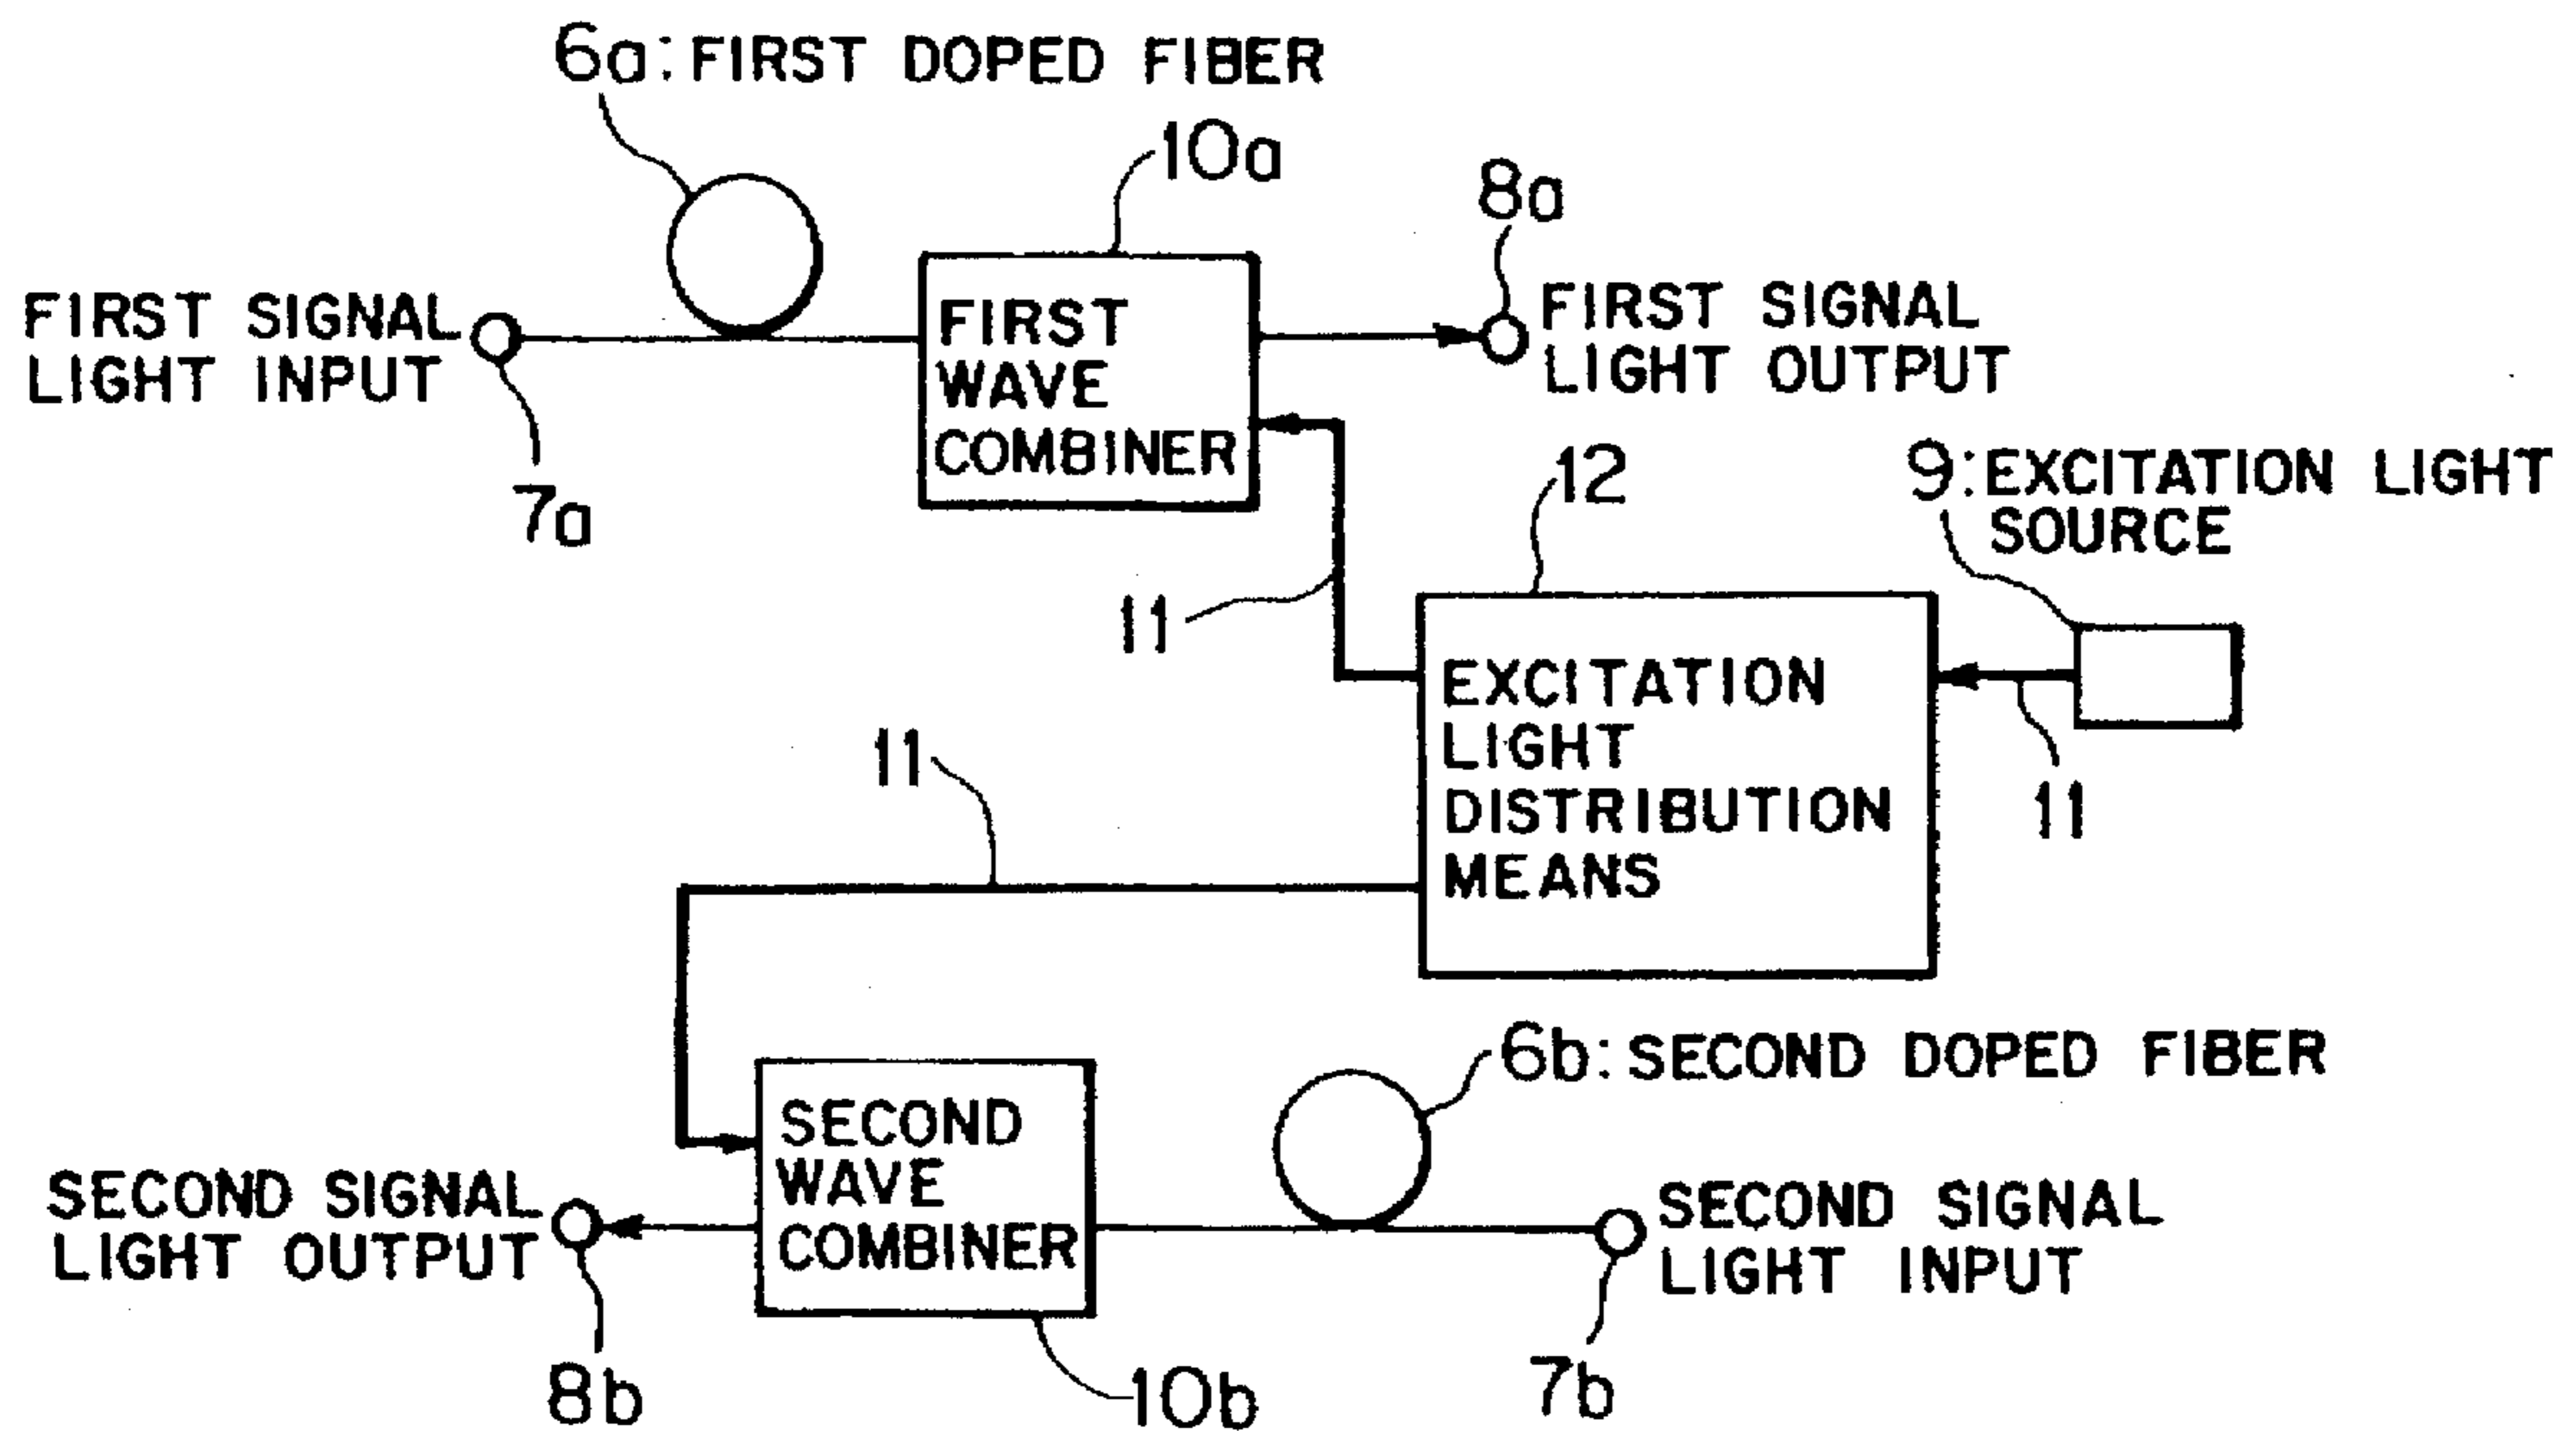 6a: FIRST DOPED FIBER
10a
8a
FIRST SIGNAL
LIGHT INPUT
7a
FIRST
WAVE
COMBINER
FIRST SIGNAL
LIGHT OUTPUT
12
9: EXCITATION LIGHT
SOURCE
11
EXCITATION
LIGHT
DISTRIBUTION
MEANS
11
11
6b: SECOND DOPED FIBER
SECOND
WAVE
COMBINER
SECOND SIGNAL
LIGHT OUTPUT
SECOND SIGNAL
LIGHT INPUT
8b
10b
7b